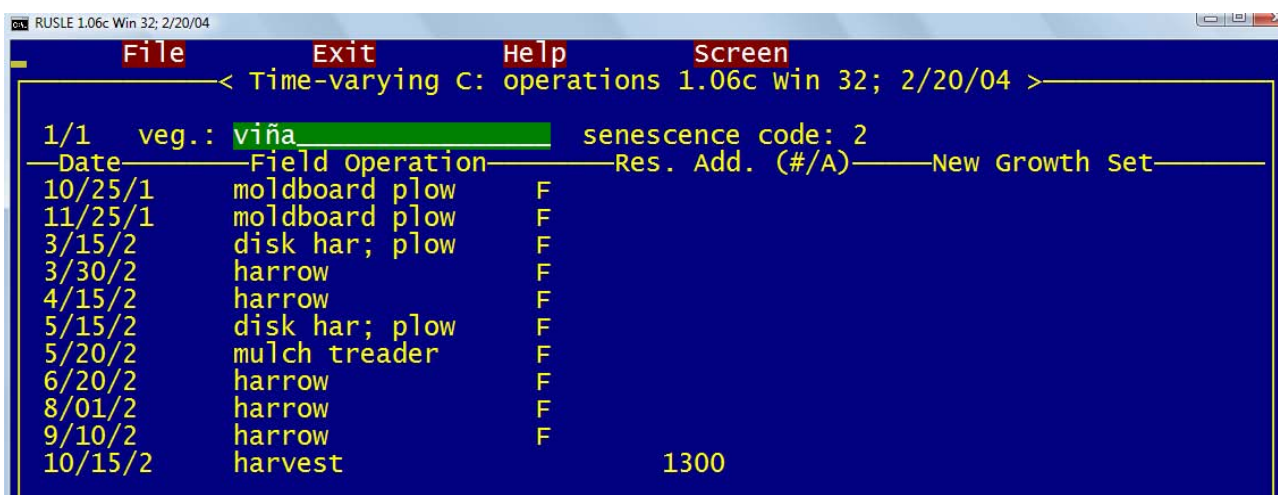 RUSLE 1.06c Win 32; 2/20/04
File Exit Help Screen
< Time-varying C: operations 1.06c Win 32; 2/20/04 >
1/1 veg.: viña_________________ senescence code: 2
Date Field Operation Res. Add. (#/A) New Growth Set
10/25/1 moldboard plow F
11/25/1 moldboard plow F
3/15/2 disk har; plow F
3/30/2 harrow F
4/15/2 harrow F
5/15/2 disk har; plow F
5/20/2 mulch treader F
6/20/2 harrow F
8/01/2 harrow F
9/10/2 harrow F
10/15/2 harvest 1300